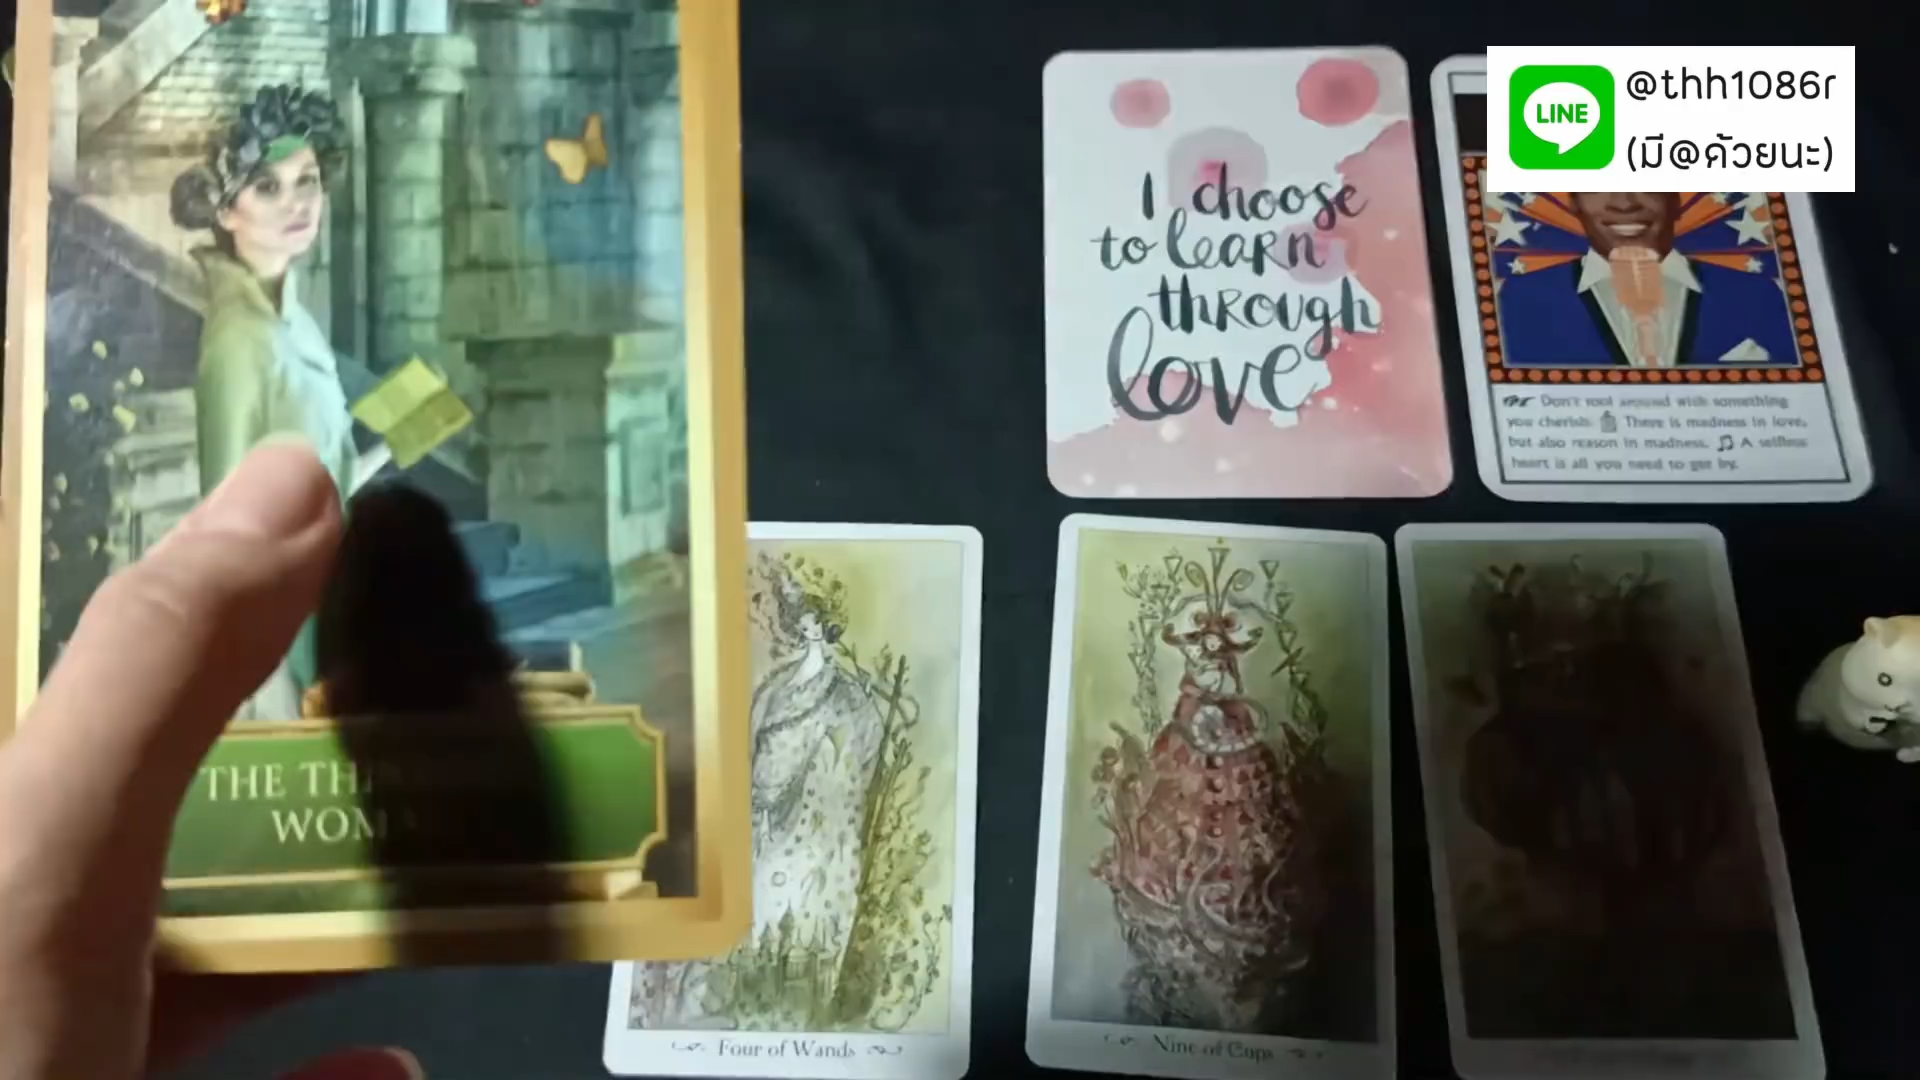 LINE
@thh1086r
(มี@ด้วยนะ)
I choose
to learn
through
love
Don't fool around with something
you cherish. There is madness in love,
but also reason in madness. A selfless
heart is all you need to get by.
THE
WOM
Four of Wands
Nine of Cups